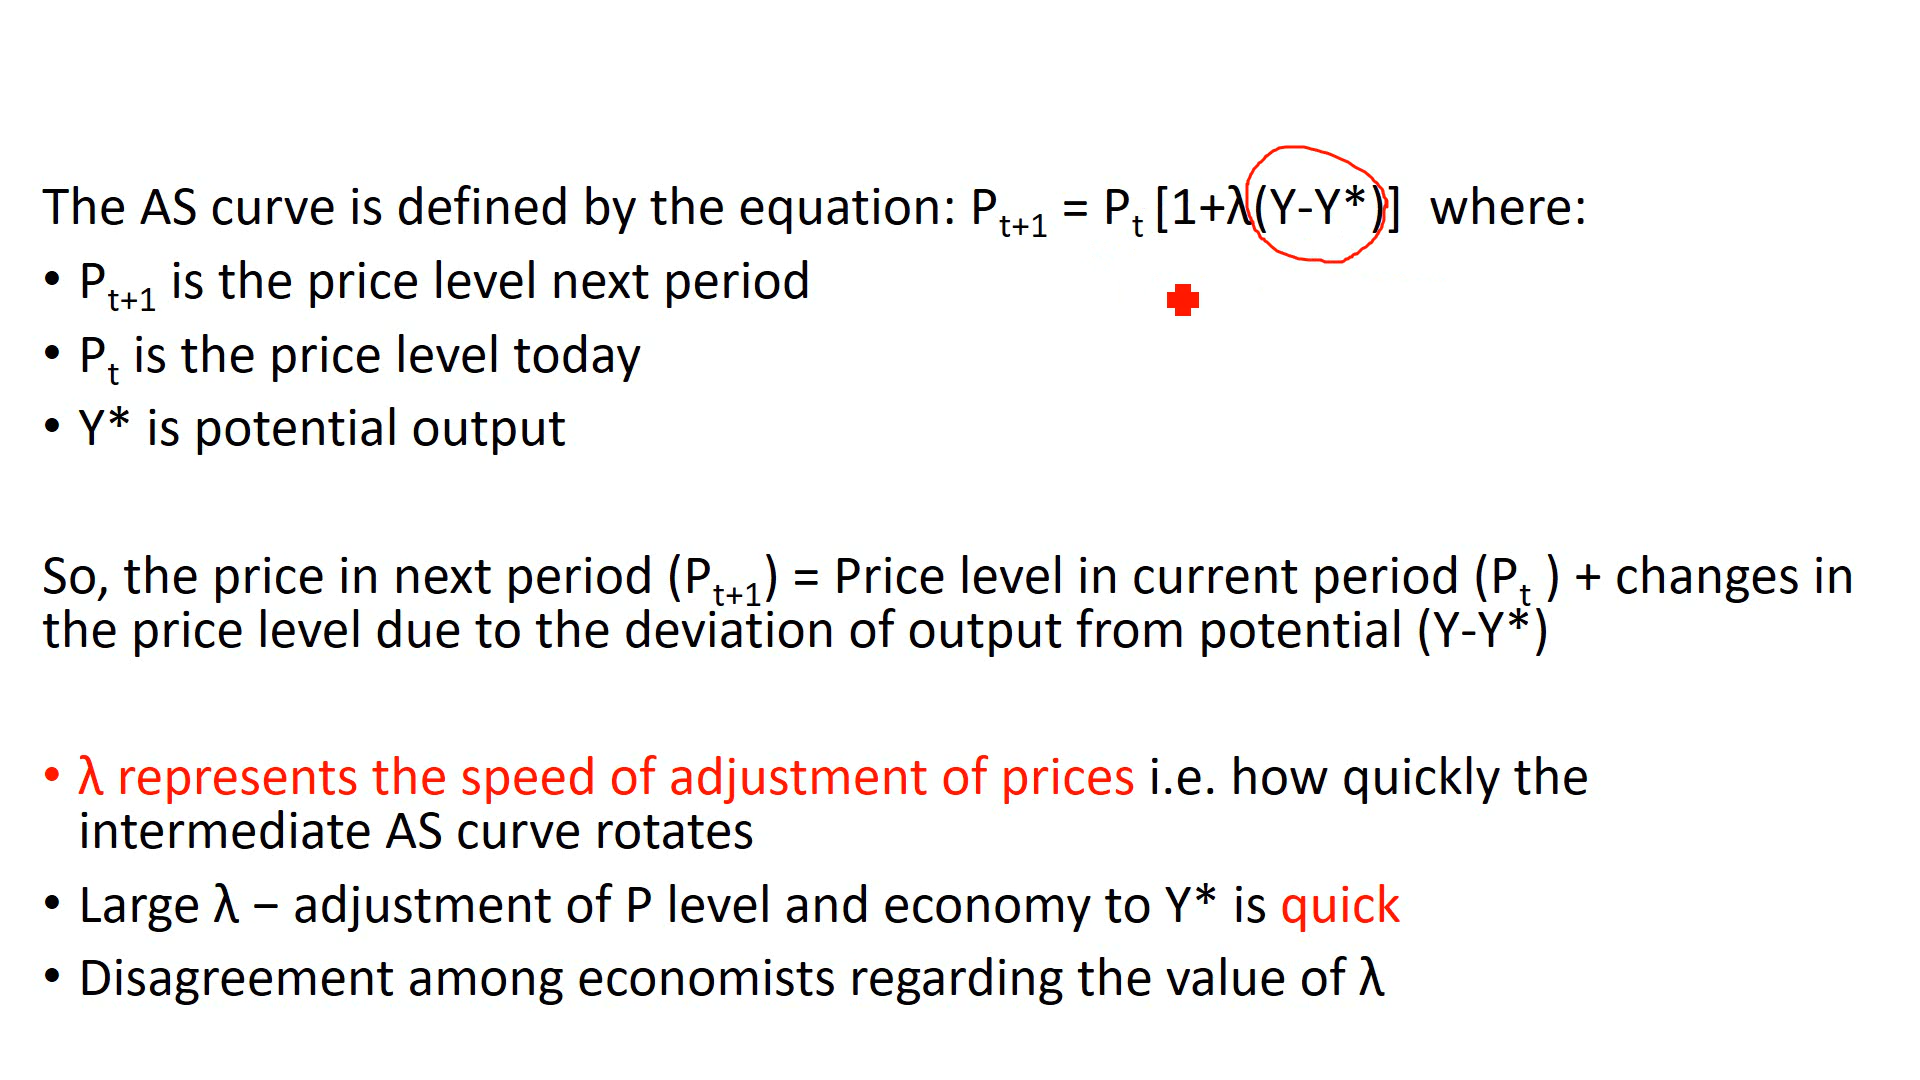 The AS curve is defined by the equation: Pt+1 = Pt [1+λ(Y-Y*)] where:
• Pt+1 is the price level next period
• Pt is the price level today
• Y* is potential output
So, the price in next period (Pt+1) = Price level in current period (Pt ) + changes in
the price level due to the deviation of output from potential (Y-Y*)
• λ represents the speed of adjustment of prices i.e. how quickly the
intermediate AS curve rotates
• Large λ – adjustment of P level and economy to Y* is quick
• Disagreement among economists regarding the value of λ